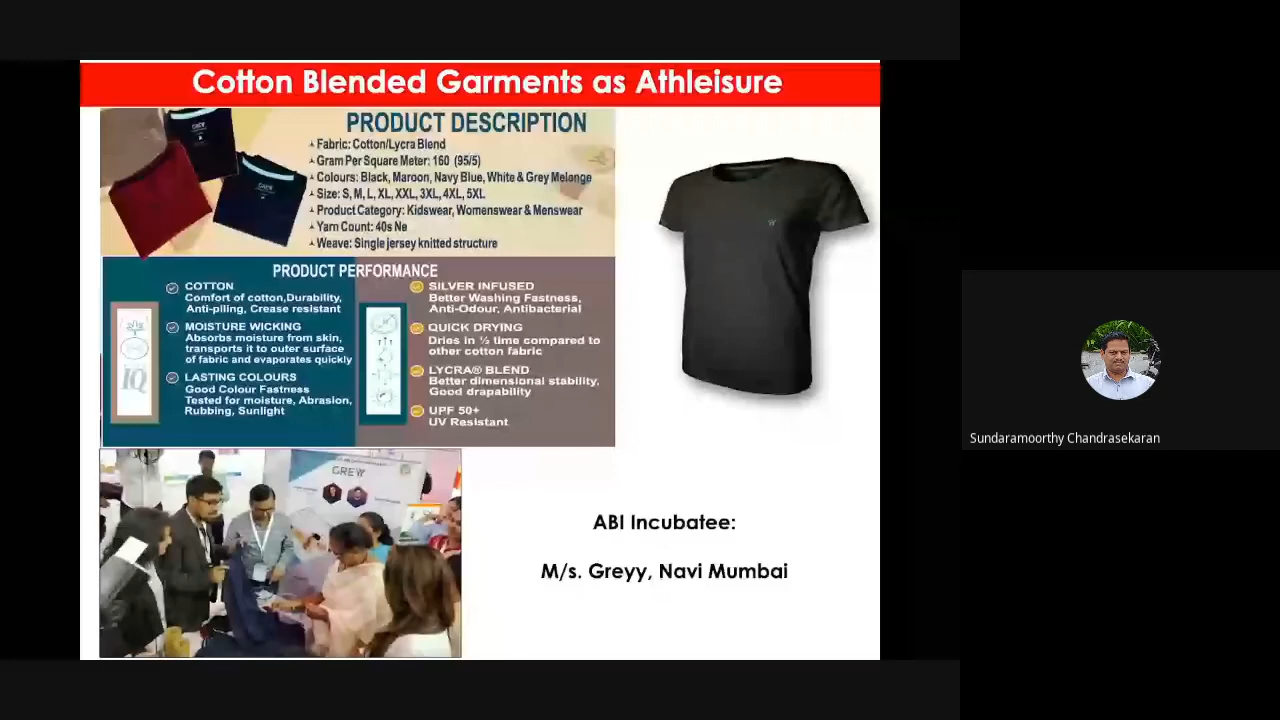 Cotton Blended Garments as Athleisure
PRODUCT DESCRIPTION
Fabric: Cotton/Lycra Blend
Gram Per Square Meter: 160 (95/5)
Colours: Black, Maroon, Navy Blue, White & Grey Melange
Size: S, M, L, XL, XXL, 3XL, 4XL, 5XL
Product Category: Kidswear, Womenswear & Menswear
Yarn Count: 40s Ne
Weave: Single jersey knitted structure
PRODUCT PERFORMANCE
COTTON
Comfort of cotton,Durability,
Anti-piling, Crease resistant
MOISTURE WICKING
Absorbs moisture from skin,
transports it to outer surface
of fabric and evaporates quickly
LASTING COLOURS
Good Colour Fastness
Tested for moisture, Abrasion,
Rubbing, Sunlight
IQ
SILVER INFUSED
Better Washing Fastness,
Anti-Odour, Antibacterial
QUICK DRYING
Dries in ½ time compared to
other cotton fabric
LYCRA® BLEND
Better dimensional stability,
Good drapability
UPF 50+
UV Resistant
ABI Incubatee:
M/s. Greyy, Navi Mumbai
Sundaramoorthy Chandrasekaran